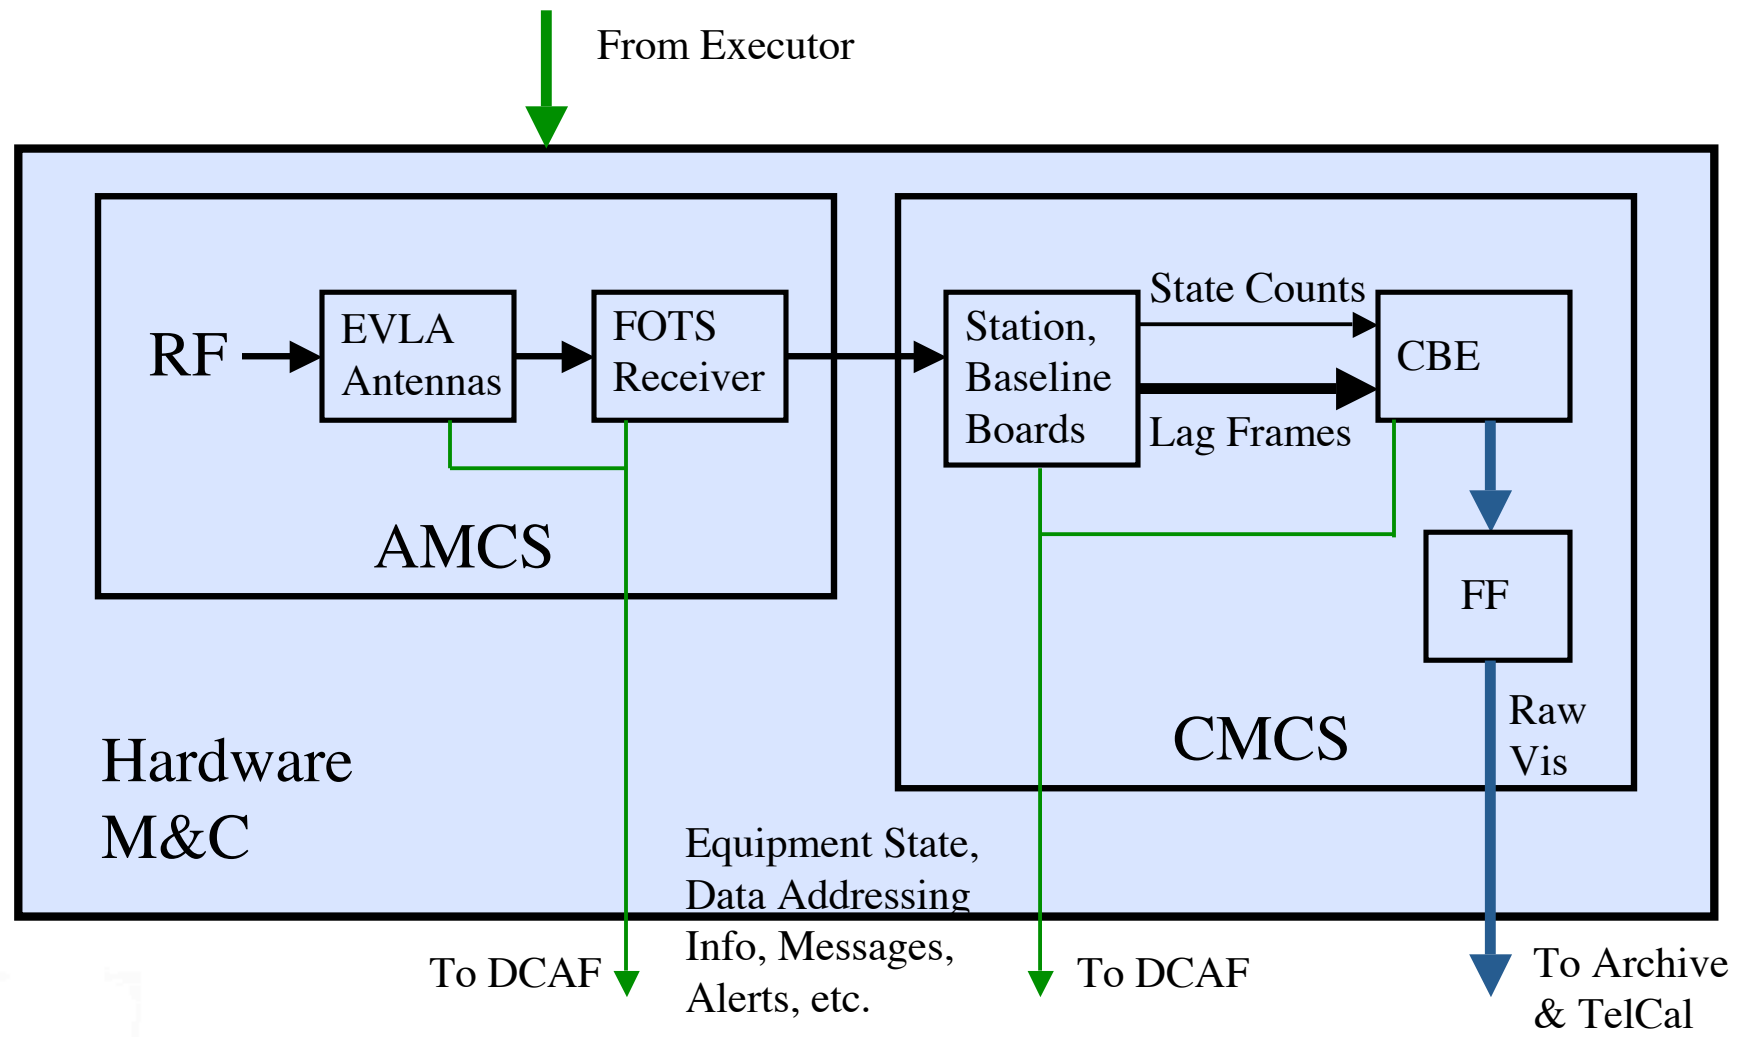 From Executor
RF
EVLA
Antennas
FOTS
Receiver
AMCS
Station,
Baseline
Boards
State Counts
Lag Frames
CBE
FF
Raw
Vis
CMCS
Hardware
M&C
Equipment State,
Data Addressing
Info, Messages,
Alerts, etc.
To DCAF
To DCAF
To Archive
& TelCal